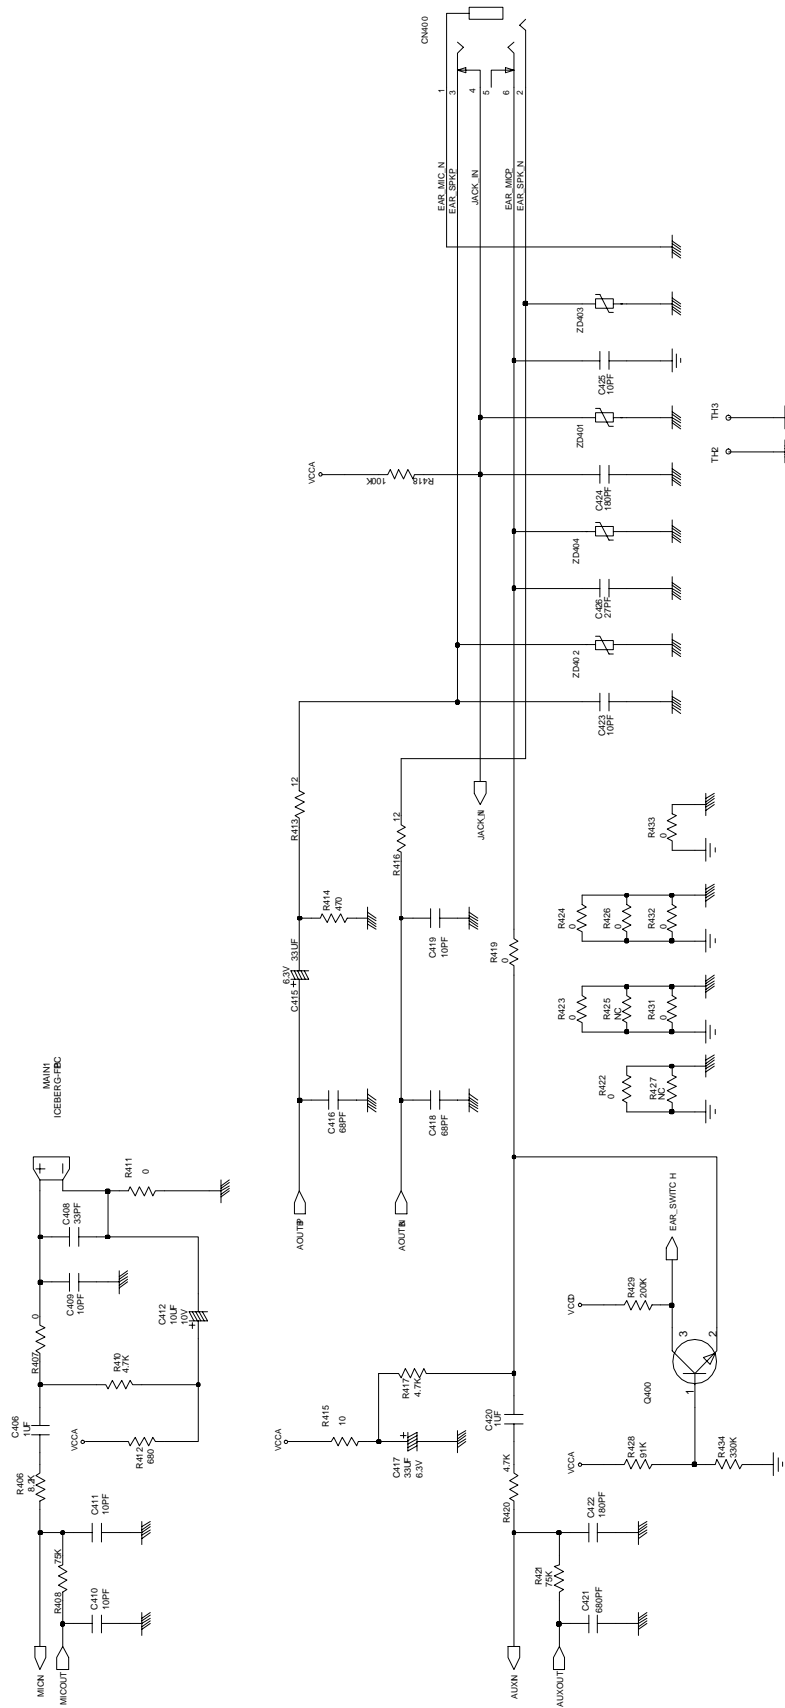 CN400
1
3
4
5
6
2
EAR_MIC_N
EAR_SPKP
JACK_IN
EAR_MICP
EAR_SPK_N
ZD403
C425
10PF
ZD401
TH3
TH2
VCCA
R418
100K
C424
180PF
ZD404
C426
27PF
ZD402
C423
10PF
12
R413
12
R416
R414
470
33UF
6.3V
C415
+
C419
10PF
R419
0
R433
0
R424
0
R426
0
R432
0
R423
0
R425
NC
R431
0
R422
0
R427
NC
C416
68PF
C418
68PF
MAIN1
+
−
R411
0
C408
33PF
C409
10PF
C412
10UF
10V
+
0
R407
R410
4.7K
C406
1UF
VCCA
R412
680
R406
8.2K
C411
10PF
75K
R408
C410
10PF
MICIN
MICOUT
EAR_SWITCH
R429
200K
3
2
Q400
1
VCCA
R428
91K
R434
330K
R417
4.7K
R415
10
VCCA
C417
33UF
6.3V
+
C420
1UF
4.7K
R420
C422
180PF
R421
75K
C421
680PF
AUXIN
AUXOUT